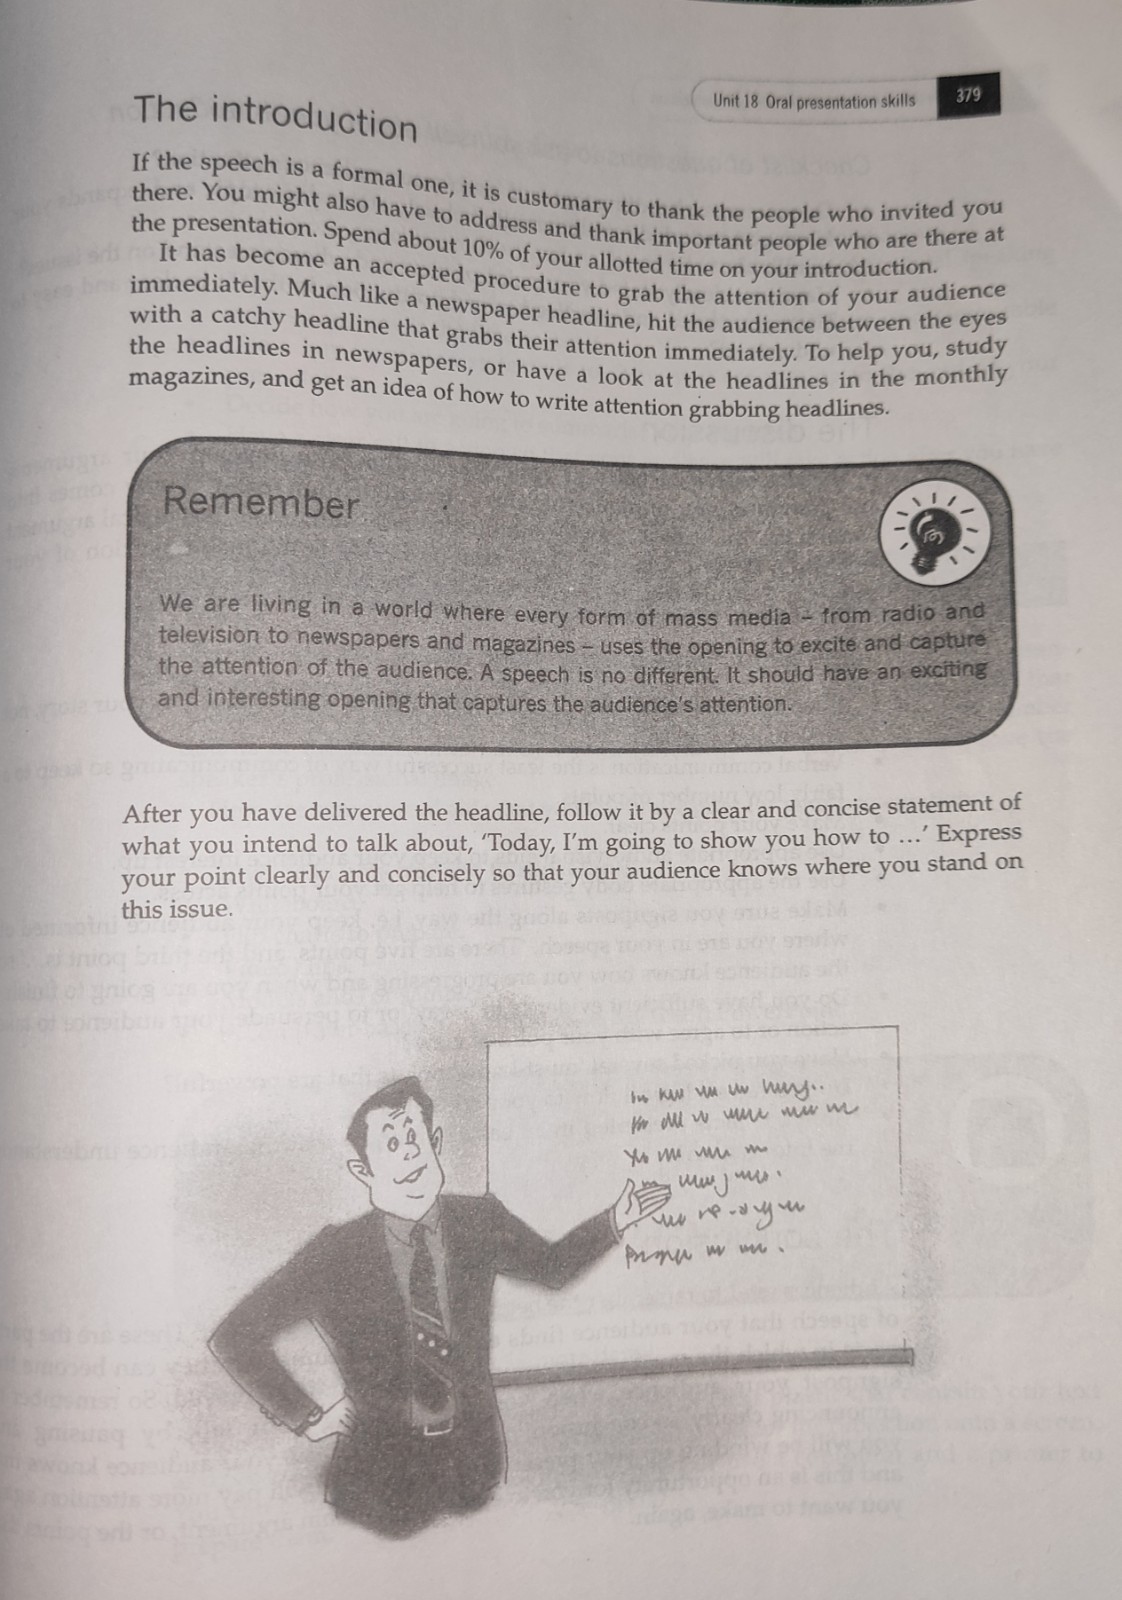 Unit 18 Oral presentation skills 379
The introduction
If the speech is a formal one, it is customary to thank the people who invited you
there. You might also have to address and thank important people who are there at
the presentation. Spend about 10% of your allotted time on your introduction.
It has become an accepted procedure to grab the attention of your audience
immediately. Much like a newspaper headline, hit the audience between the eyes
with a catchy headline that grabs their attention immediately. To help you, study
the headlines in newspapers, or have a look at the headlines in the monthly
magazines, and get an idea of how to write attention grabbing headlines.
Remember
We are living in a world where every form of mass media – from radio and
television to newspapers and magazines – uses the opening to excite and capture
the attention of the audience. A speech is no different. It should have an exciting
and interesting opening that captures the audience's attention.
After you have delivered the headline, follow it by a clear and concise statement of
what you intend to talk about, 'Today, I'm going to show you how to ...' Express
your point clearly and concisely so that your audience knows where you stand on
this issue.